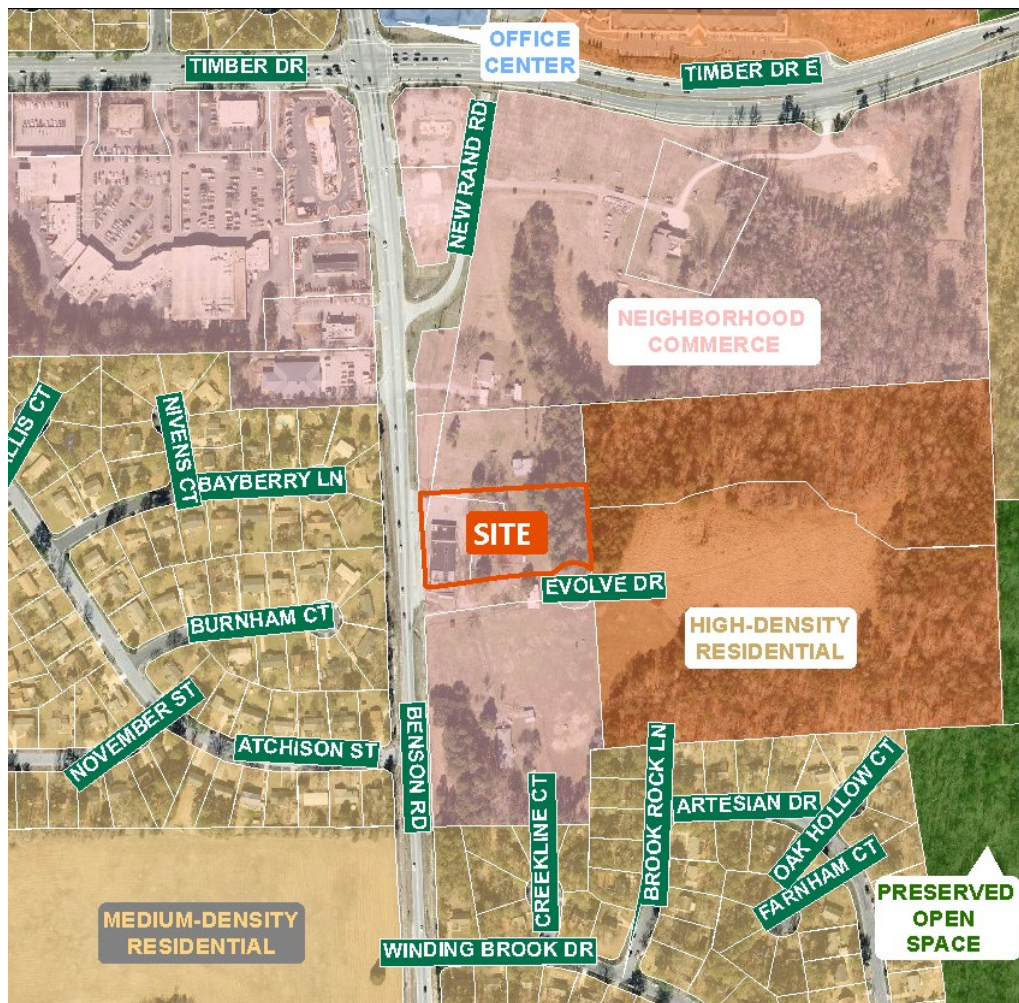 OFFICE
CENTER
TIMBER DR
TIMBER DR E
NEW RAND RD
NEIGHBORHOOD
COMMERCE
LLIS CT
NIVENS CT
BAYBERRY LN
SITE
EVOLVE DR
BURNHAM CT
HIGH-DENSITY
RESIDENTIAL
NOVEMBER ST
ATCHISON ST
BENSON RD
BROOK ROCK LN
ARTESIAN DR
OAK HOLLOW CT
CREEKLINE CT
FARNHAM CT
PRESERVED
OPEN
SPACE
MEDIUM-DENSITY
RESIDENTIAL
WINDING BROOK DR